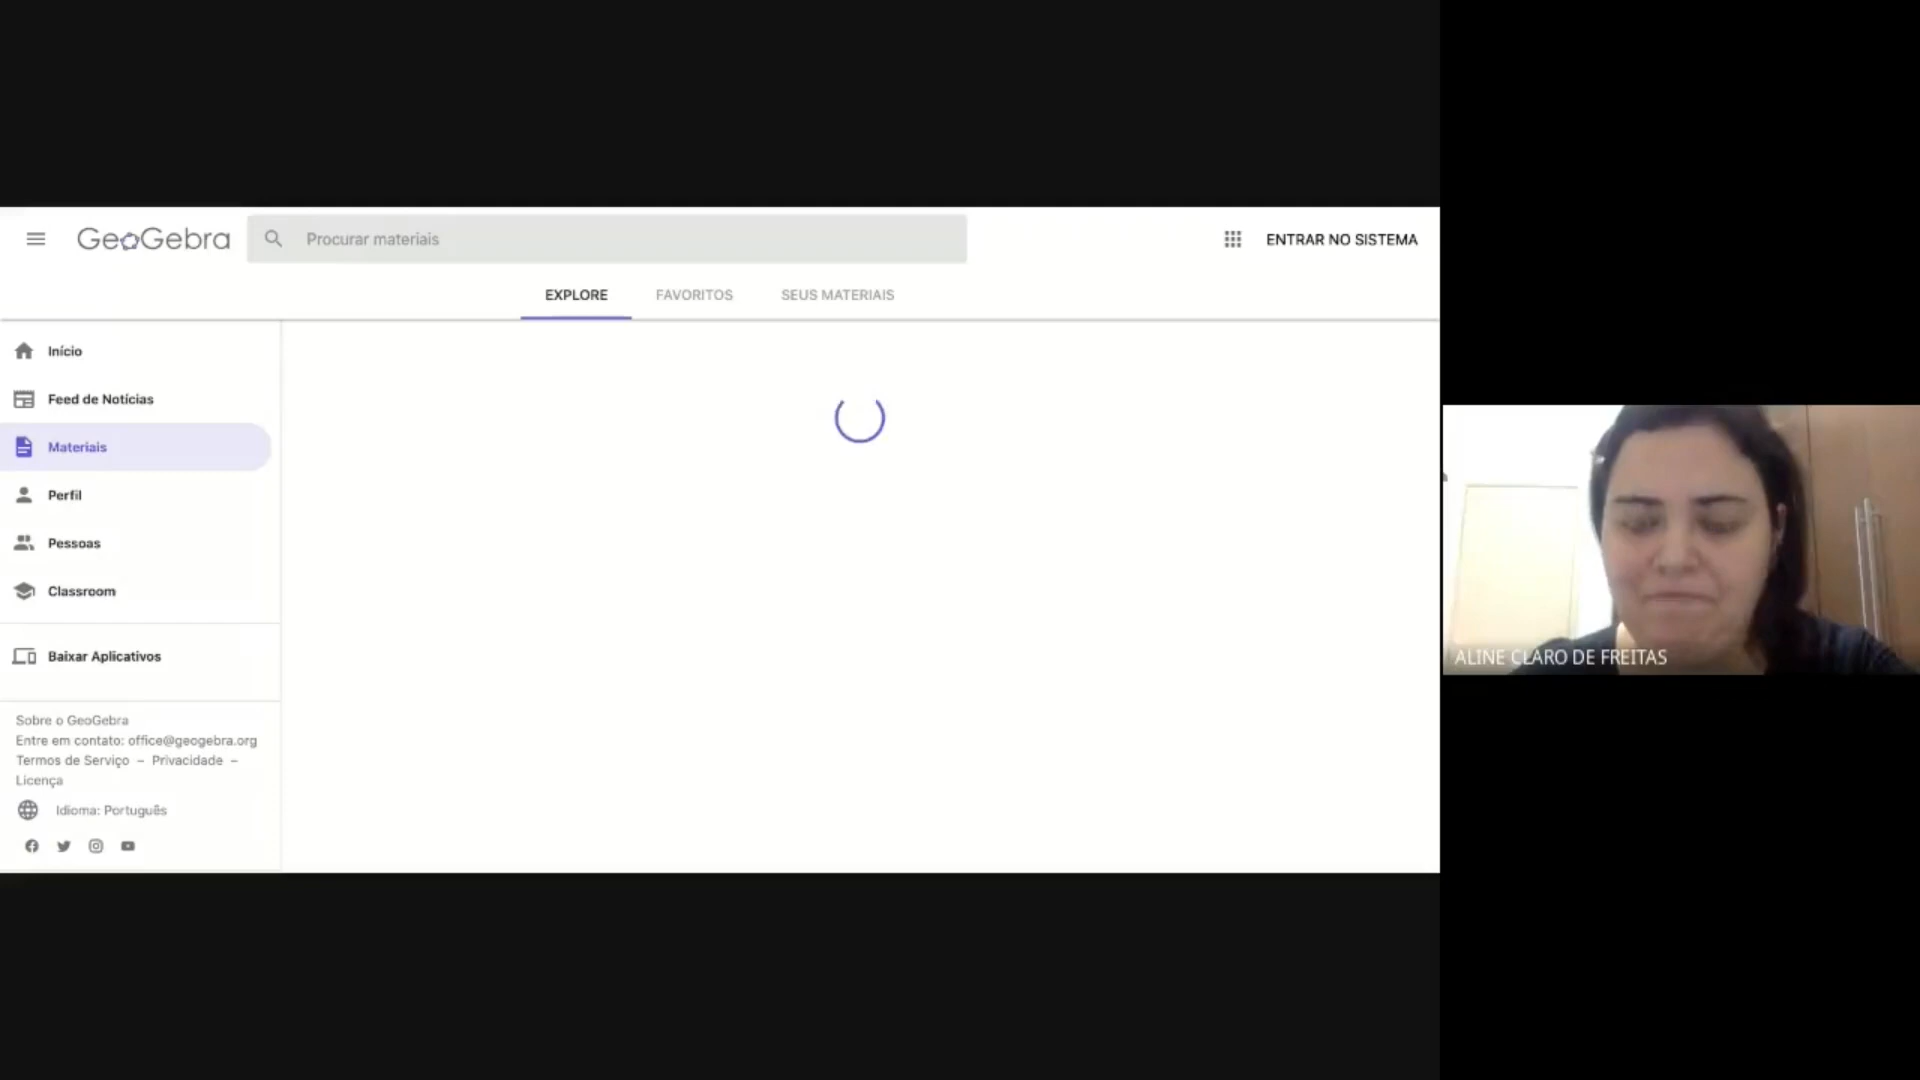 GeoGebra
Procurar materiais
ENTRAR NO SISTEMA
EXPLORE
FAVORITOS
SEUS MATERIAIS
Início
Feed de Notícias
Materiais
Perfil
Pessoas
Classroom
Baixar Aplicativos
Sobre o GeoGebra
Entre em contato: office@geogebra.org
Termos de Serviço – Privacidade –
Licença
Idioma: Português
ALINE CLARO DE FREITAS